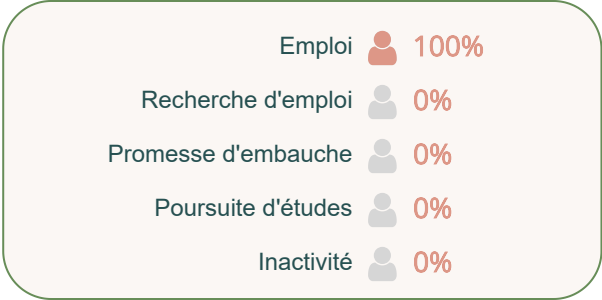 Emploi 100%
Recherche d'emploi 0%
Promesse d'embauche 0%
Poursuite d'études 0%
Inactivité 0%